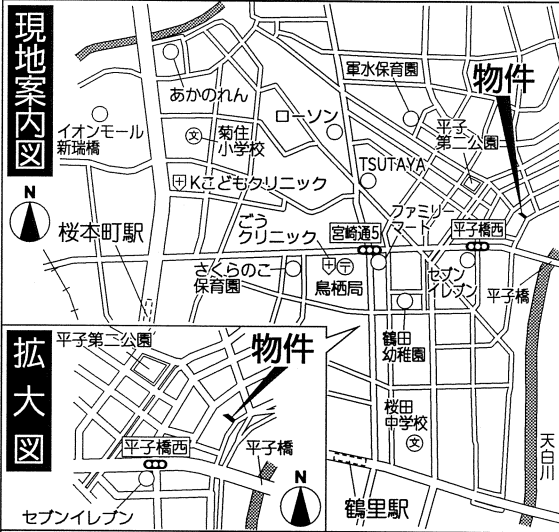 現地案内図
あかのれん
イオンモール
新瑞橋
文
菊住
小学校
ローソン
軍水保育園
物件
平子
第二公園
TSUTAYA
Kこどもクリニック
N
桜本町駅
ごう
クリニック
宮崎通5
ファミリー
マート
平子橋西
さくらのこ
保育園
〒
鳥栖局
セブン
イレブン
平子橋
鶴田
幼稚園
桜田
中学校
文
天白川
鶴里駅
拡大図
平子第二公園
物件
平子橋西
平子橋
セブンイレブン
N